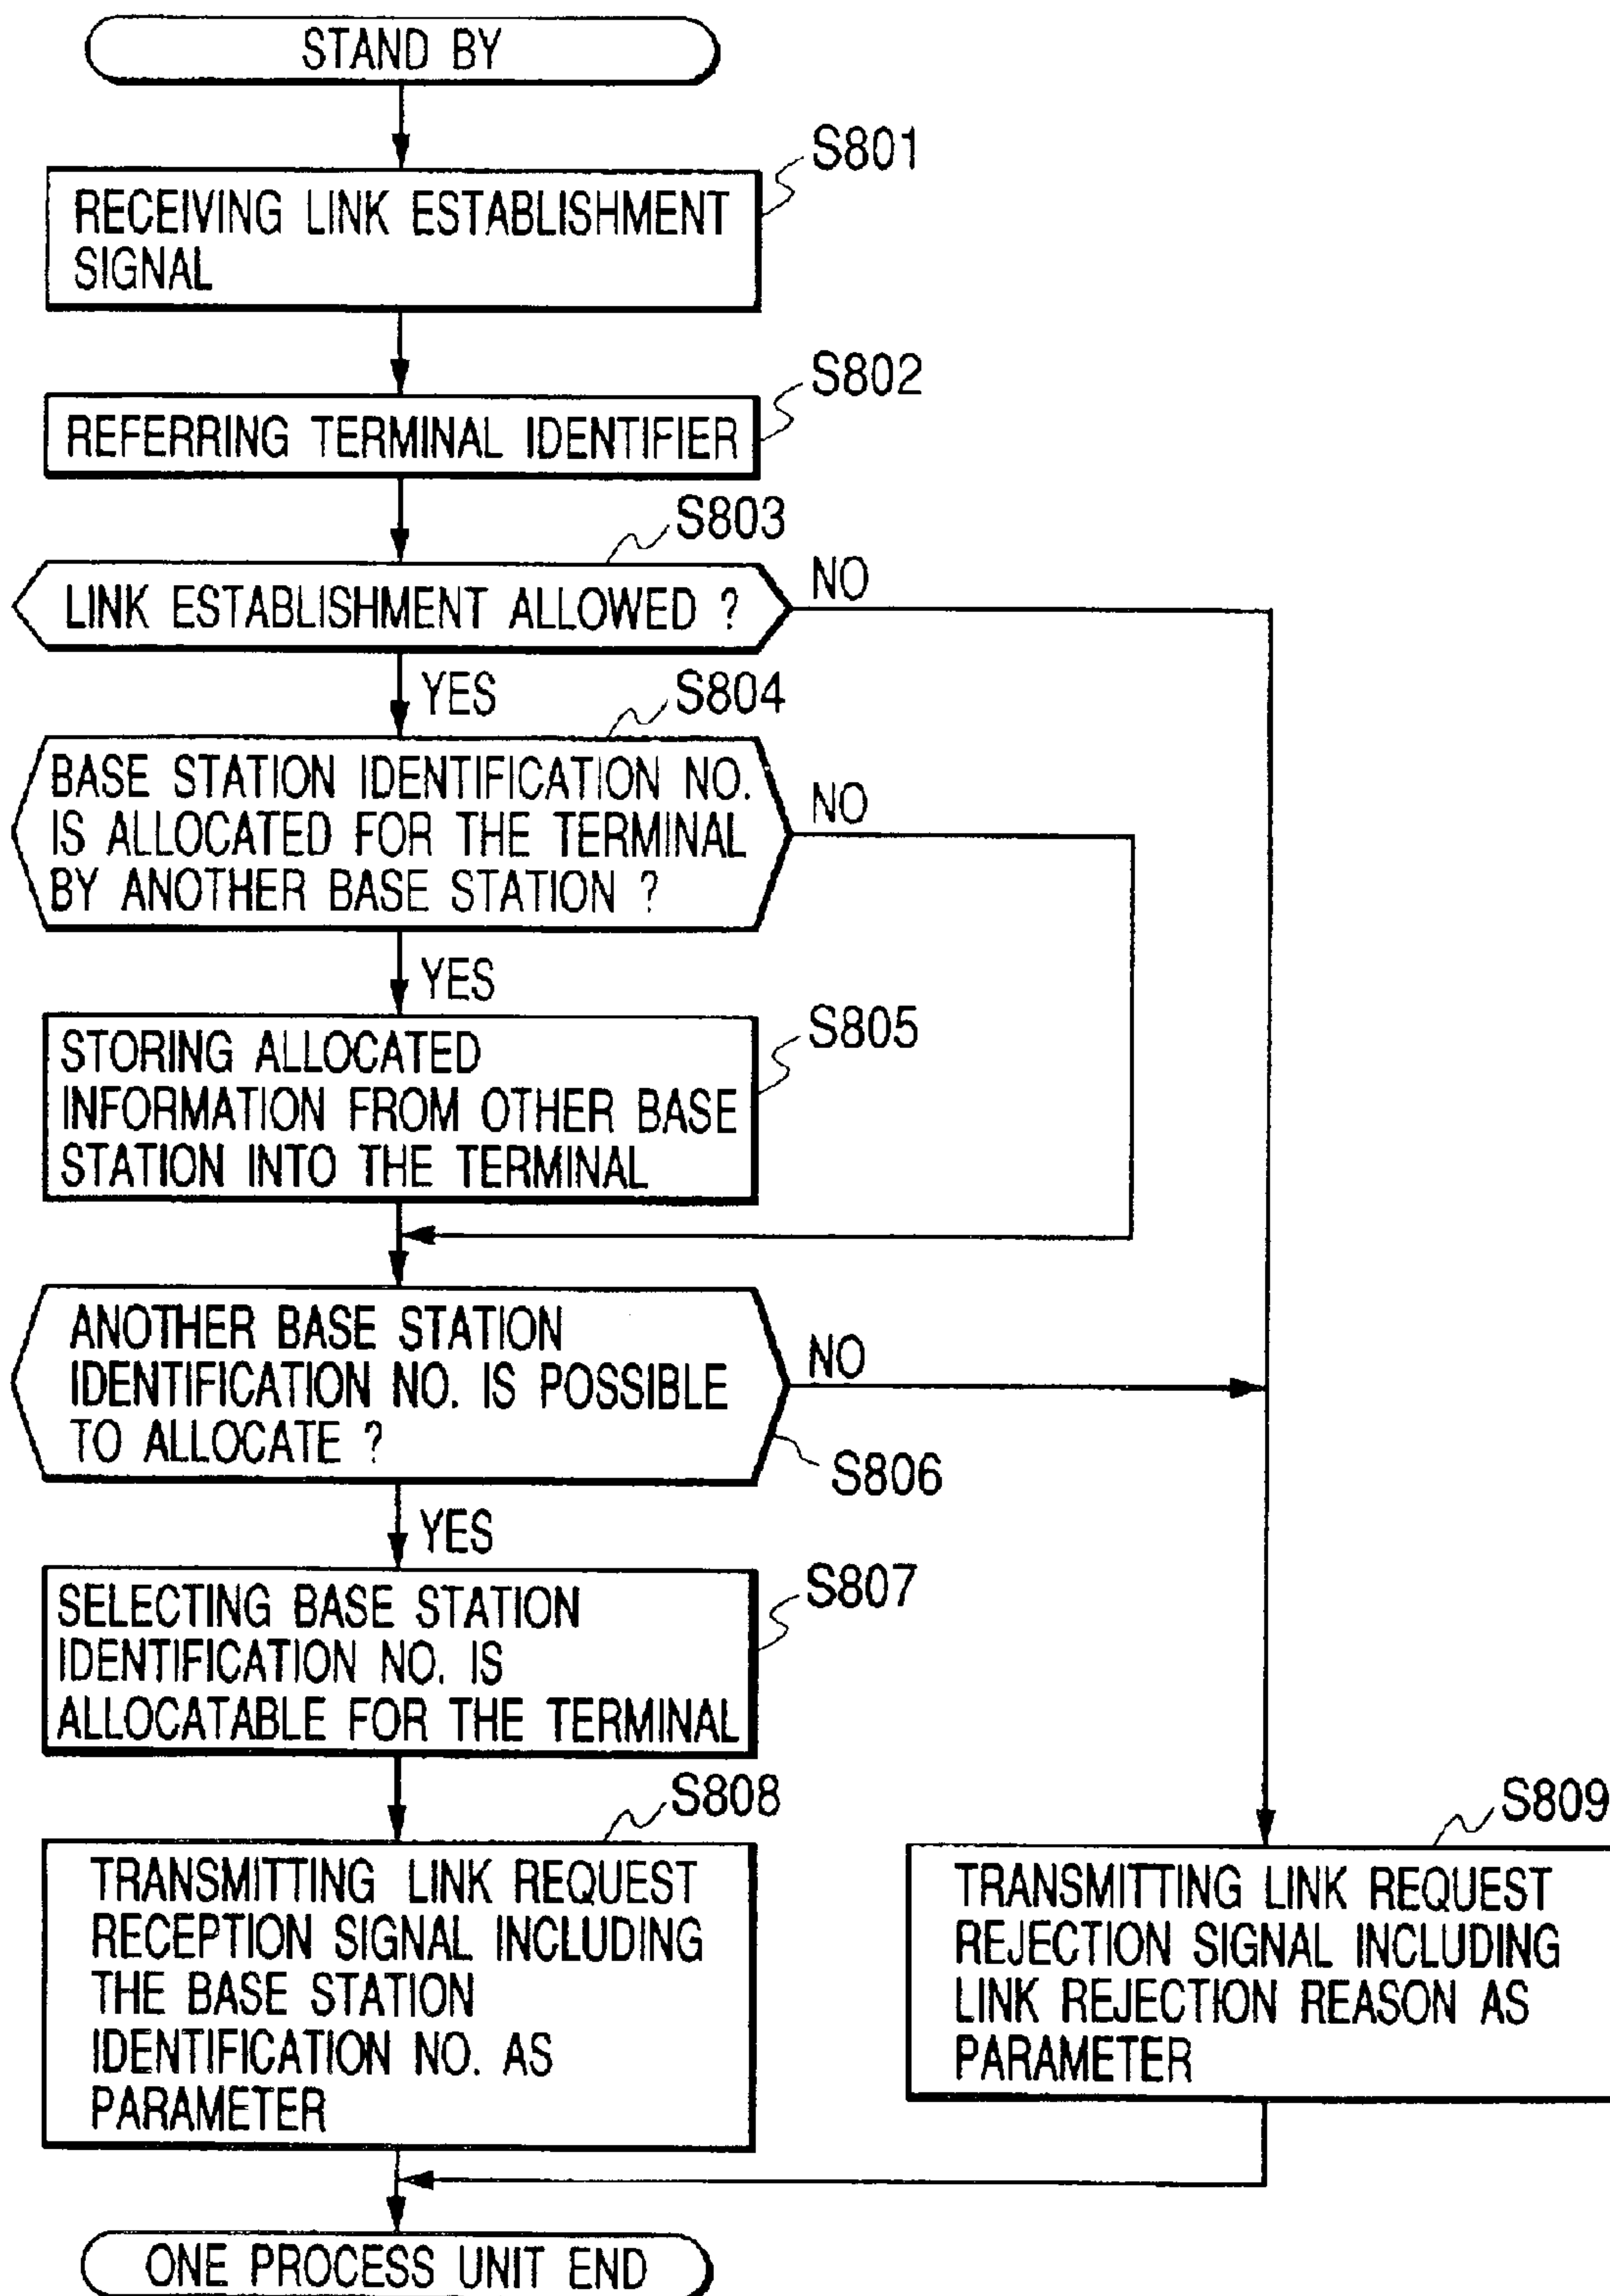 STAND BY
S801
RECEIVING LINK ESTABLISHMENT
SIGNAL
S802
REFERRING TERMINAL IDENTIFIER
S803
LINK ESTABLISHMENT ALLOWED ?
NO
YES
S804
BASE STATION IDENTIFICATION NO.
IS ALLOCATED FOR THE TERMINAL
BY ANOTHER BASE STATION ?
NO
YES
S805
STORING ALLOCATED
INFORMATION FROM OTHER BASE
STATION INTO THE TERMINAL
ANOTHER BASE STATION
IDENTIFICATION NO. IS POSSIBLE
TO ALLOCATE ?
NO
S806
YES
S807
SELECTING BASE STATION
IDENTIFICATION NO. IS
ALLOCATABLE FOR THE TERMINAL
S808
TRANSMITTING LINK REQUEST
RECEPTION SIGNAL INCLUDING
THE BASE STATION
IDENTIFICATION NO. AS
PARAMETER
S809
TRANSMITTING LINK REQUEST
REJECTION SIGNAL INCLUDING
LINK REJECTION REASON AS
PARAMETER
ONE PROCESS UNIT END